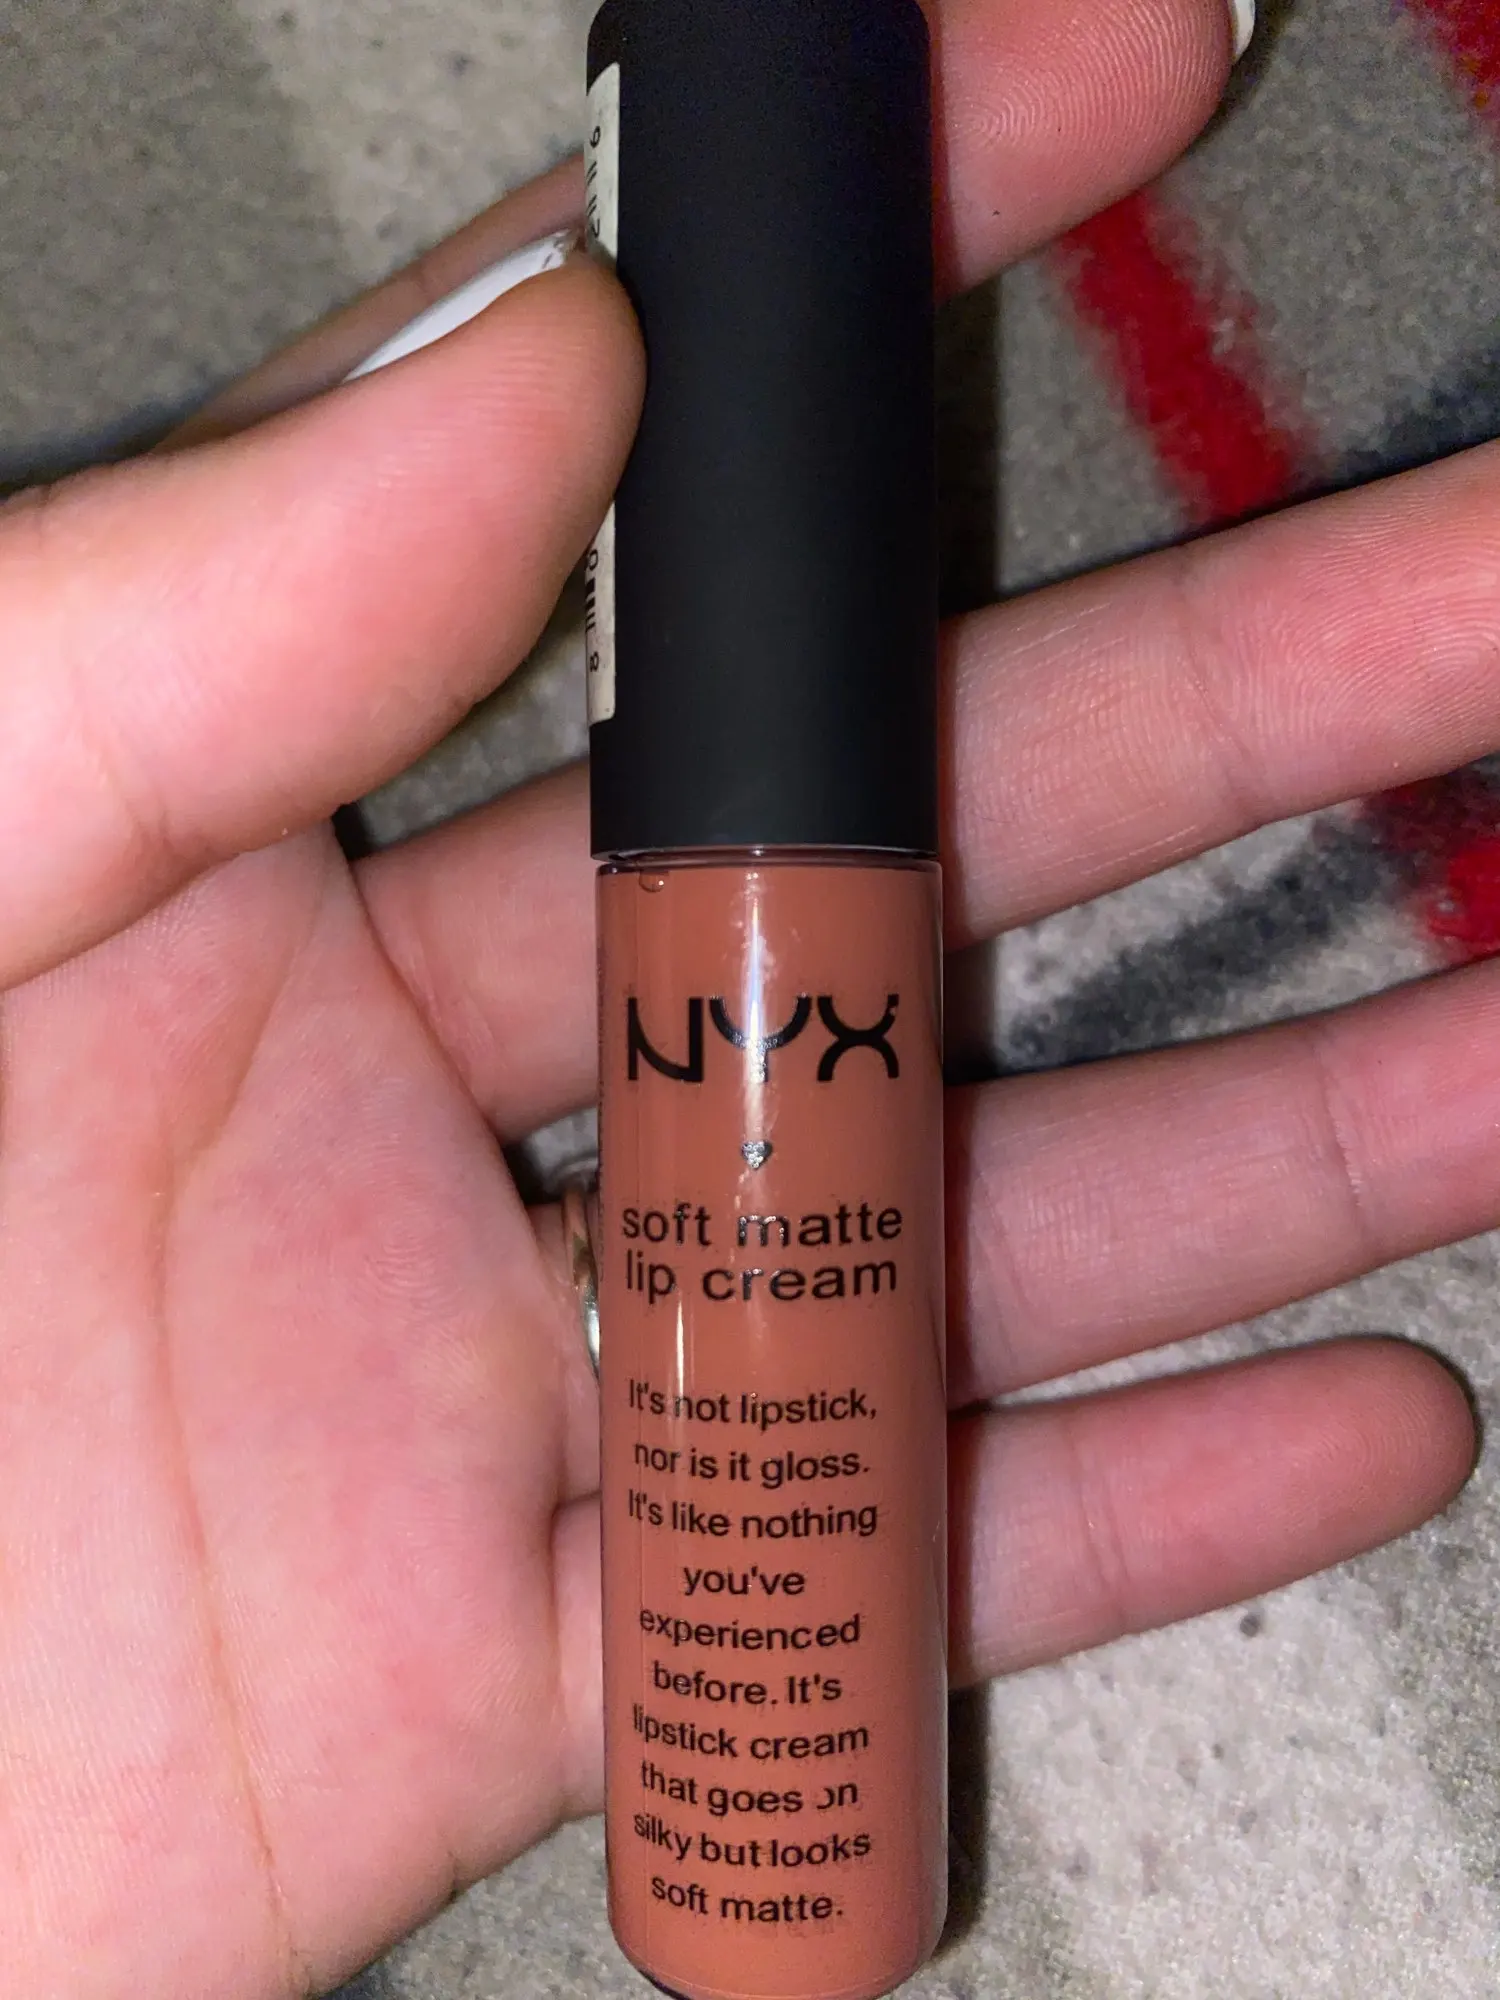 NYX
soft matte
lip cream
It's not lipstick,
nor is it gloss.
It's like nothing
you've
experienced
before. It's
lipstick cream
that goes on
silky but looks
soft matte.